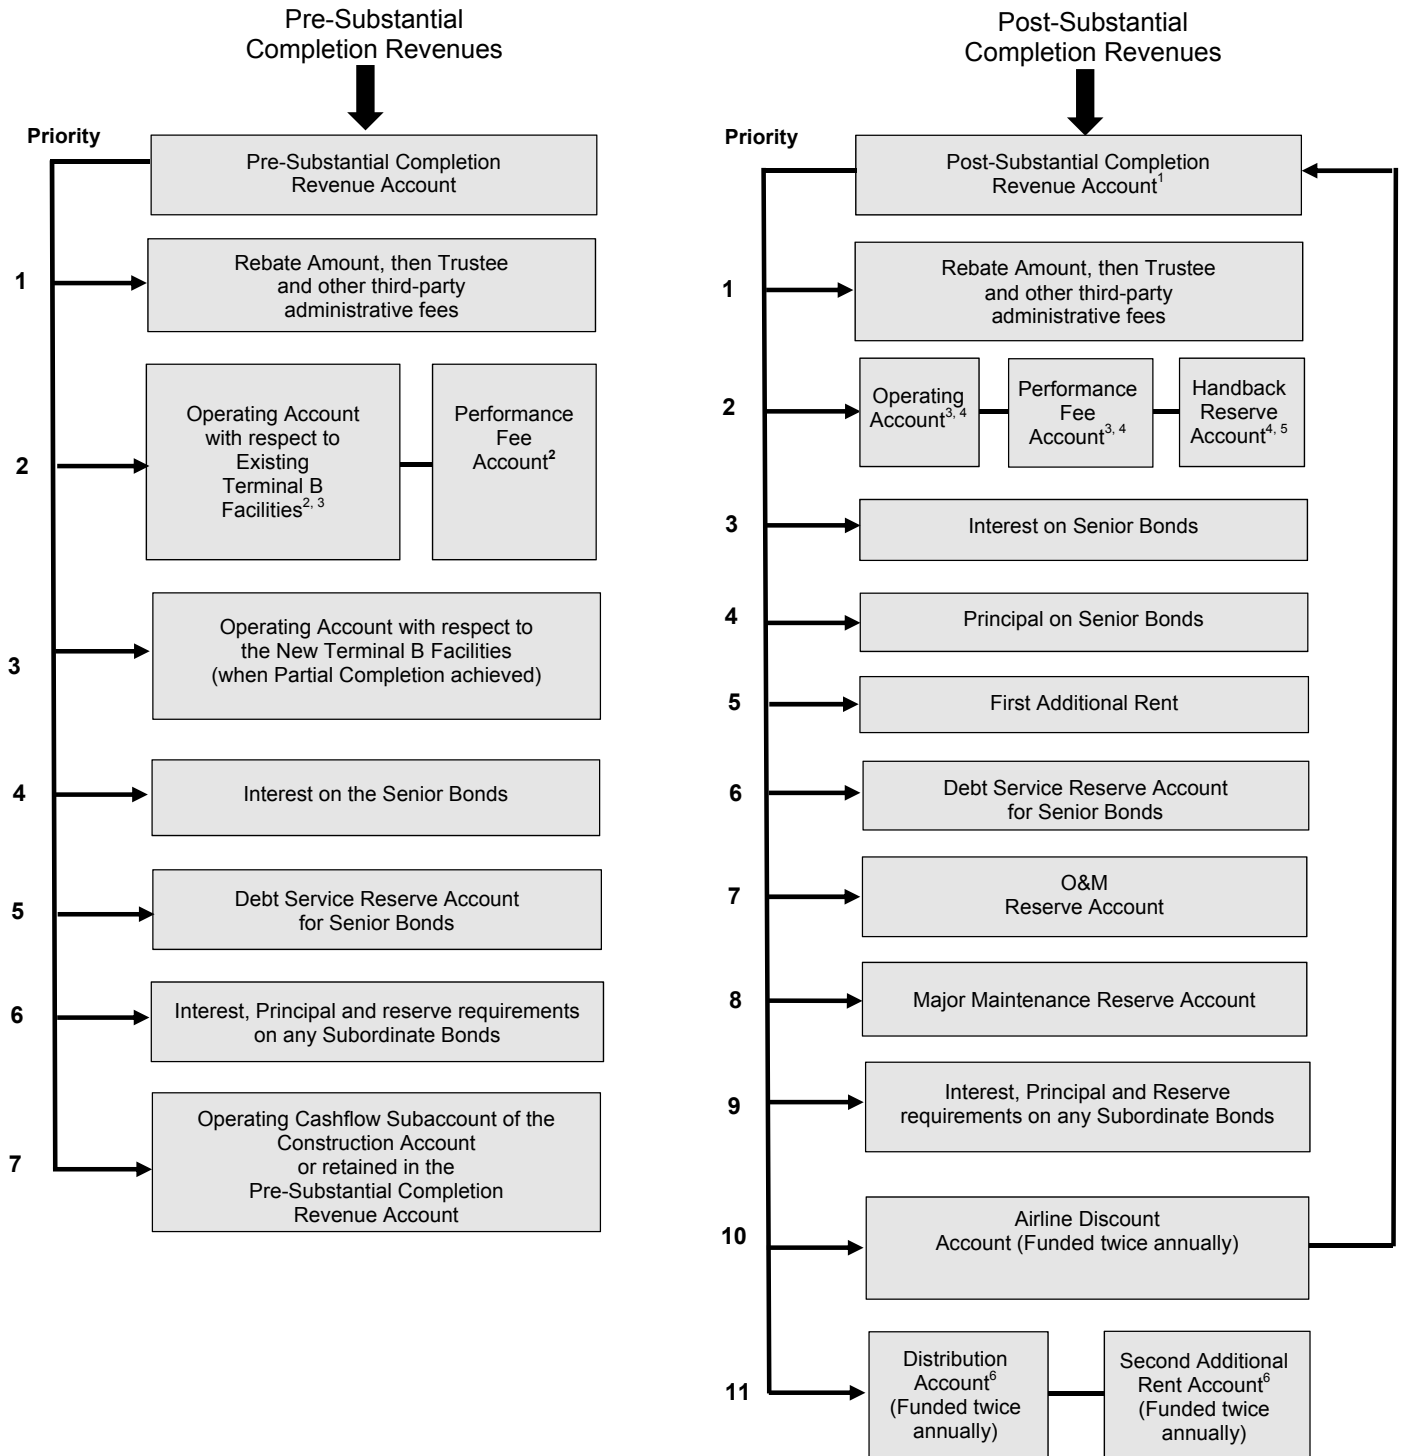 Pre-Substantial
Completion Revenues
Priority
Pre-Substantial Completion
Revenue Account
1
Rebate Amount, then Trustee
and other third-party
administrative fees
2
Operating Account
with respect to
Existing
Terminal B
Facilities2, 3
Performance
Fee
Account2
3
Operating Account with respect to
the New Terminal B Facilities
(when Partial Completion achieved)
4
Interest on the Senior Bonds
5
Debt Service Reserve Account
for Senior Bonds
6
Interest, Principal and reserve requirements
on any Subordinate Bonds
7
Operating Cashflow Subaccount of the
Construction Account
or retained in the
Pre-Substantial Completion
Revenue Account
Post-Substantial
Completion Revenues
Priority
Post-Substantial Completion
Revenue Account1
1
Rebate Amount, then Trustee
and other third-party
administrative fees
2
Operating
Account3, 4
Performance
Fee
Account3, 4
Handback
Reserve
Account4, 5
3
Interest on Senior Bonds
4
Principal on Senior Bonds
5
First Additional Rent
6
Debt Service Reserve Account
for Senior Bonds
7
O&M
Reserve Account
8
Major Maintenance Reserve Account
9
Interest, Principal and Reserve
requirements on any Subordinate Bonds
10
Airline Discount
Account (Funded twice annually)
11
Distribution
Account6
(Funded twice
annually)
Second Additional
Rent Account6
(Funded twice
annually)